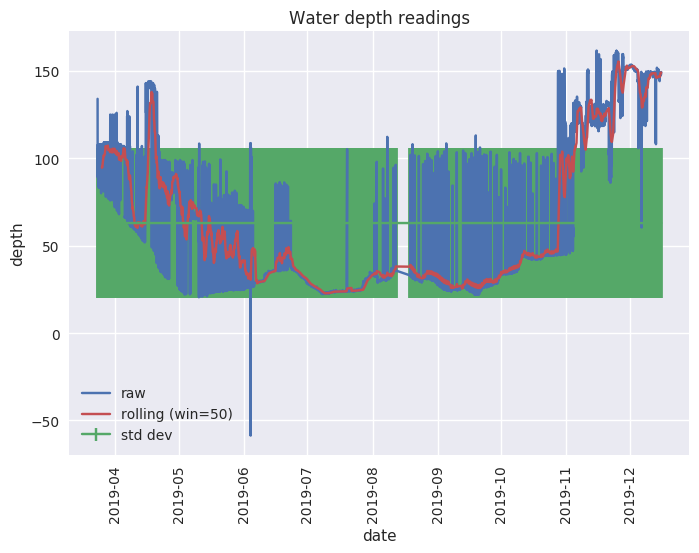 Water depth readings
150
100
50
0
−50
depth
raw
rolling (win=50)
std dev
2019-04
2019-05
2019-06
2019-07
2019-08
2019-09
2019-10
2019-11
2019-12
date